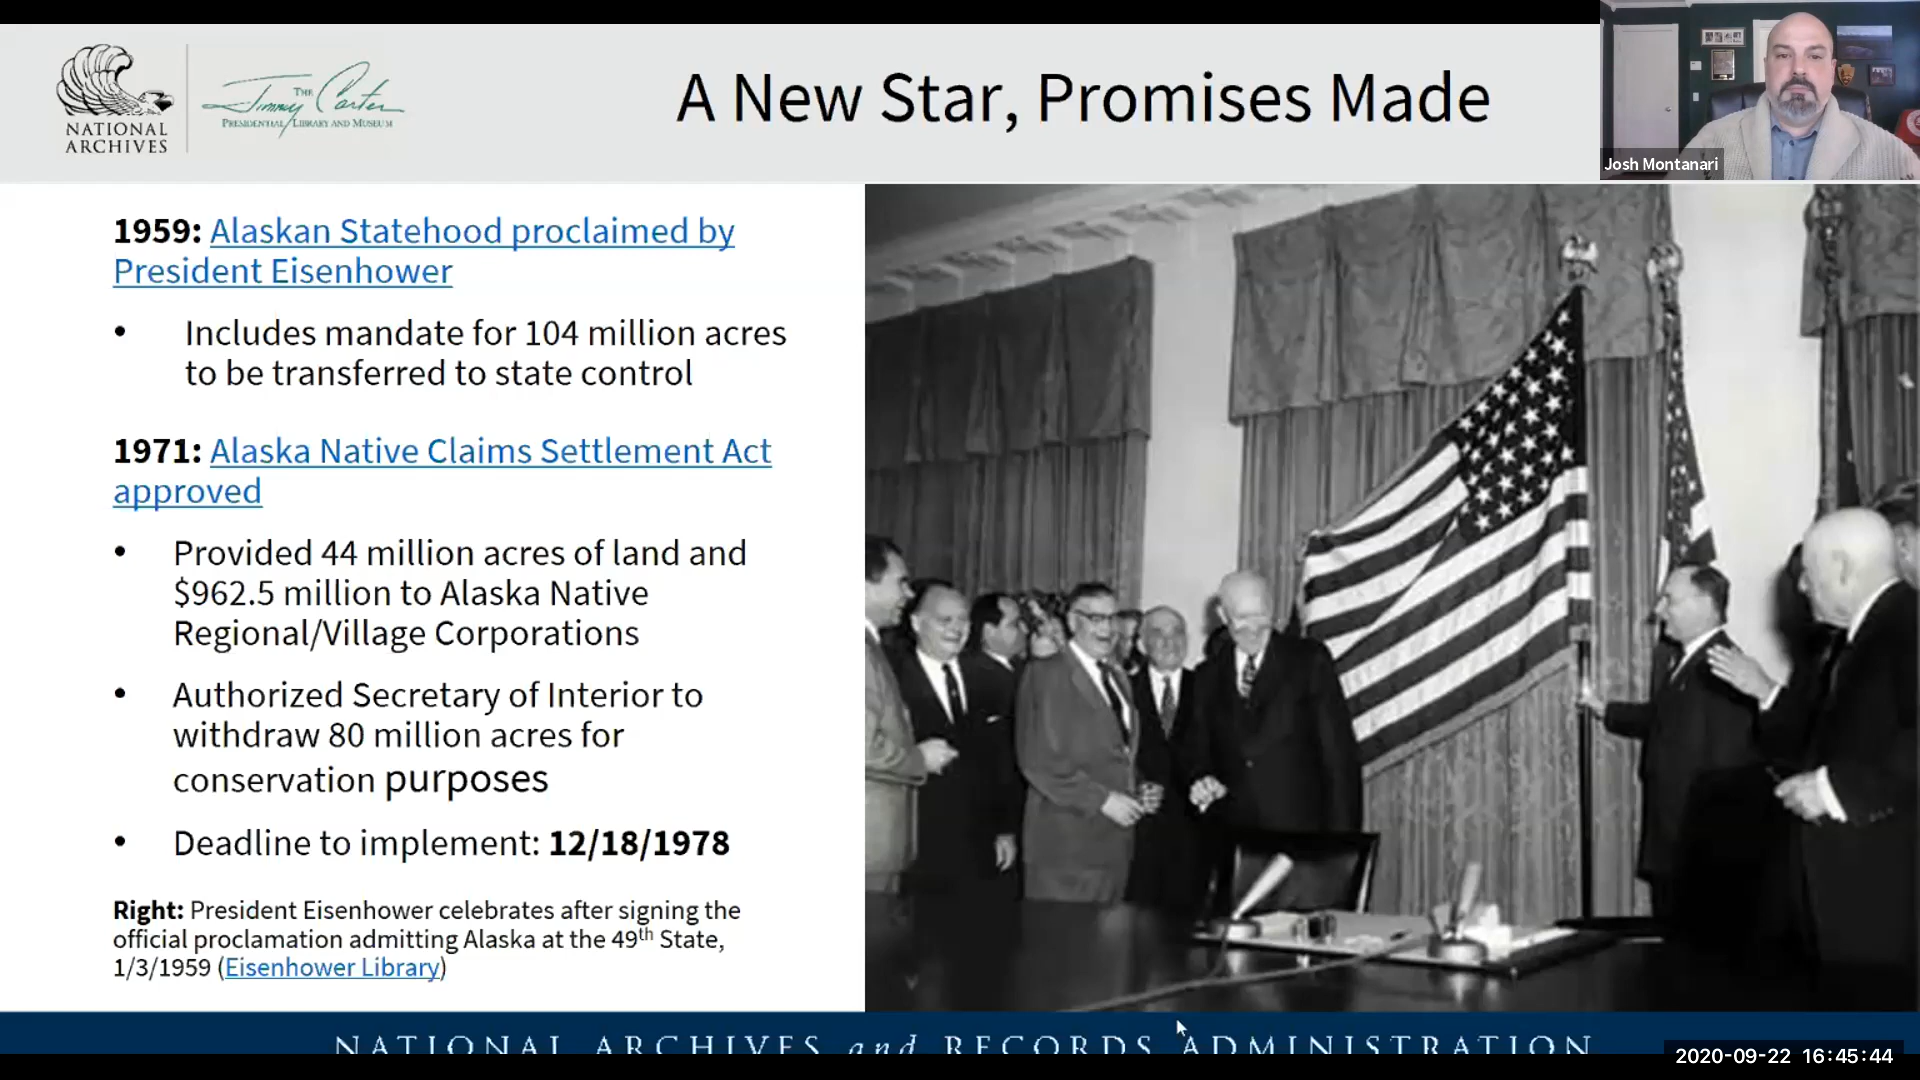 NATIONAL
ARCHIVES
THE
Jimmy Carter
PRESIDENTIAL LIBRARY AND MUSEUM
A New Star, Promises Made
Josh Montanari
1959: Alaskan Statehood proclaimed by
President Eisenhower
• Includes mandate for 104 million acres
to be transferred to state control
1971: Alaska Native Claims Settlement Act
approved
• Provided 44 million acres of land and
$962.5 million to Alaska Native
Regional/Village Corporations
• Authorized Secretary of Interior to
withdraw 80 million acres for
conservation purposes
• Deadline to implement: 12/18/1978
Right: President Eisenhower celebrates after signing the
official proclamation admitting Alaska at the 49th State,
1/3/1959 (Eisenhower Library)
NATIONAL ARCHIVES and RECORDS ADMINISTRATION
2020-09-22 16:45:44